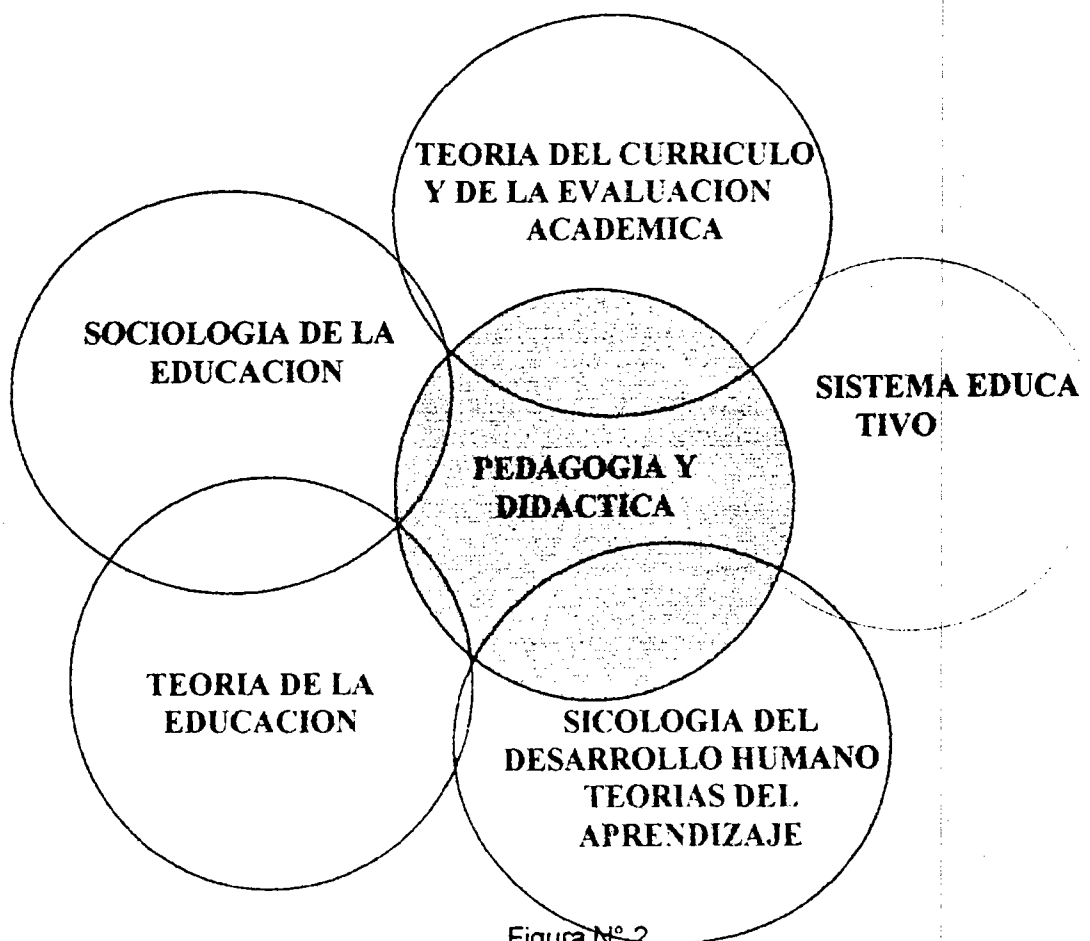 TEORIA DEL CURRICULO
Y DE LA EVALUACION
ACADEMICA
SOCIOLOGIA DE LA
EDUCACION
SISTEMA EDUCA
TIVO
PEDAGOGIA Y
DIDACTICA
TEORIA DE LA
EDUCACION
SICOLOGIA DEL
DESARROLLO HUMANO
TEORIAS DEL
APRENDIZAJE
Figura Nº 2